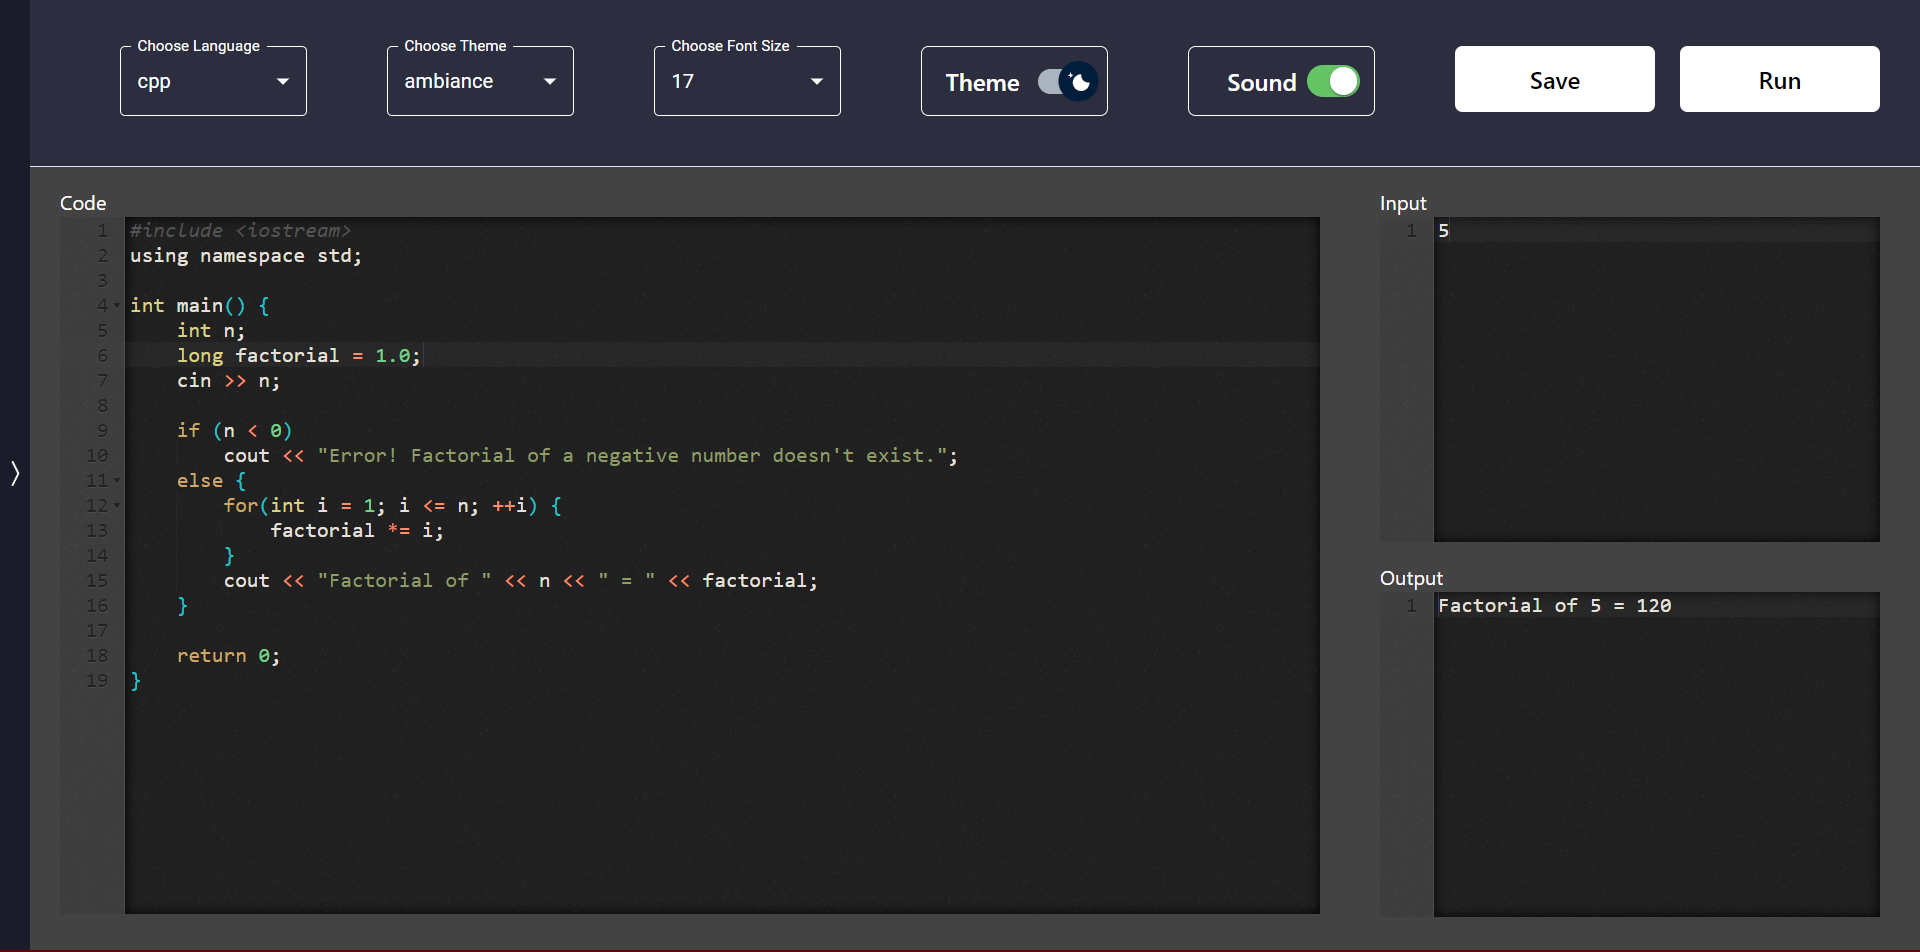 Choose Language
cpp
Choose Theme
ambiance
Choose Font Size
17
Theme
Sound
Save
Run
Code
1 #include <iostream>
2 using namespace std;
3
4 int main() {
5     int n;
6     long factorial = 1.0;
7     cin >> n;
8
9     if (n < 0)
10         cout << "Error! Factorial of a negative number doesn't exist.";
11     else {
12         for(int i = 1; i <= n; ++i) {
13             factorial *= i;
14         }
15         cout << "Factorial of " << n << " = " << factorial;
16     }
17
18     return 0;
19 }
Input
1 5
Output
1 Factorial of 5 = 120